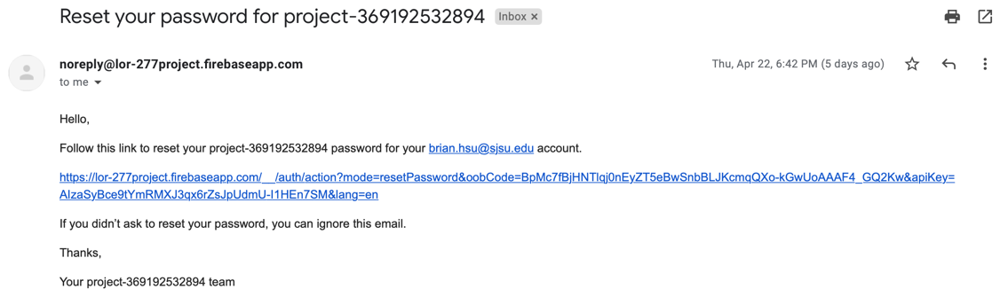 Reset your password for project-369192532894 Inbox ×
noreply@lor-277project.firebaseapp.com Thu, Apr 22, 6:42 PM (5 days ago)
to me
Hello,
Follow this link to reset your project-369192532894 password for your brian.hsu@sjsu.edu account.
https://lor-277project.firebaseapp.com/__/auth/action?mode=resetPassword&oobCode=BpMc7fBjHNTlqj0nEyZT5eBwSnbBLJKcmqQXo-kGwUoAAAF4_GQ2Kw&apiKey=
AIzaSyBce9tYmRMXJ3qx6rZsJpUdmU-I1HEn7SM&lang=en
If you didn’t ask to reset your password, you can ignore this email.
Thanks,
Your project-369192532894 team